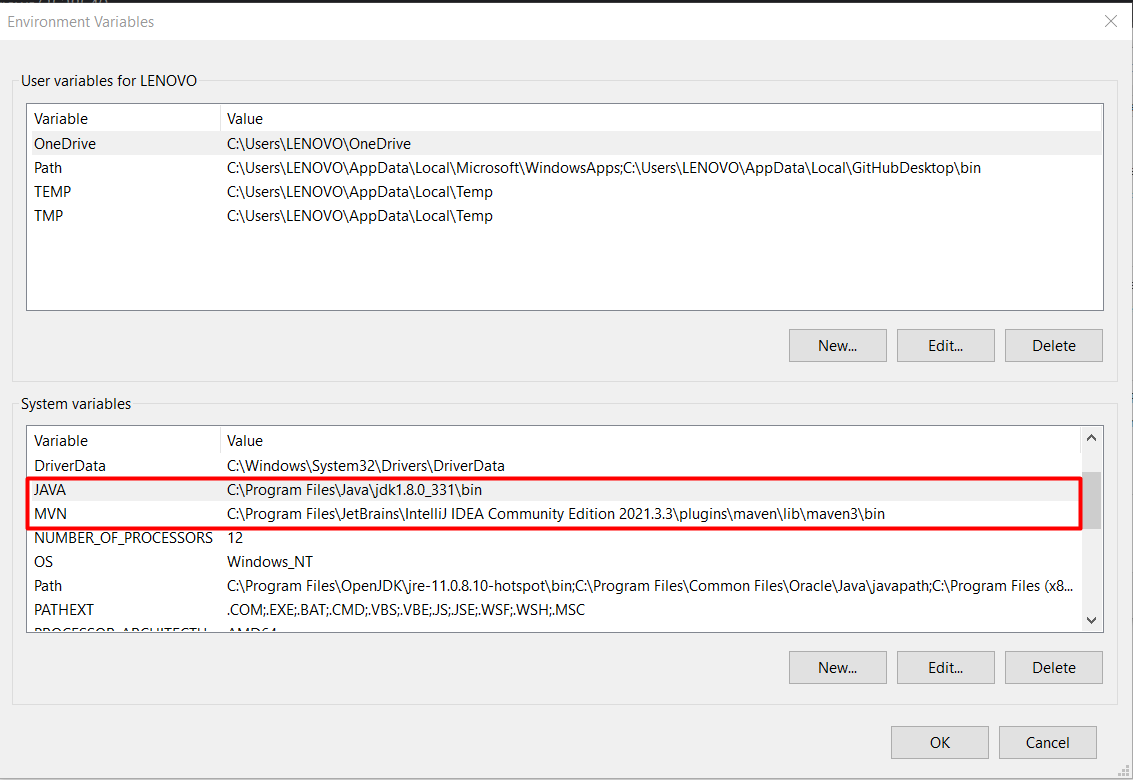 Environment Variables
User variables for LENOVO
Variable Value
OneDrive C:\Users\LENOVO\OneDrive
Path C:\Users\LENOVO\AppData\Local\Microsoft\WindowsApps;C:\Users\LENOVO\AppData\Local\GitHubDesktop\bin
TEMP C:\Users\LENOVO\AppData\Local\Temp
TMP C:\Users\LENOVO\AppData\Local\Temp
New... Edit... Delete
System variables
Variable Value
DriverData C:\Windows\System32\Drivers\DriverData
JAVA C:\Program Files\Java\jdk1.8.0_331\bin
MVN C:\Program Files\JetBrains\IntelliJ IDEA Community Edition 2021.3.3\plugins\maven\lib\maven3\bin
NUMBER_OF_PROCESSORS 12
OS Windows_NT
Path C:\Program Files\OpenJDK\jre-11.0.8.10-hotspot\bin;C:\Program Files\Common Files\Oracle\Java\javapath;C:\Program Files (x8...
PATHEXT .COM;.EXE;.BAT;.CMD;.VBS;.VBE;.JS;.JSE;.WSF;.WSH;.MSC
PROCESSOR_ARCHITECTU AMD64
New... Edit... Delete
OK Cancel